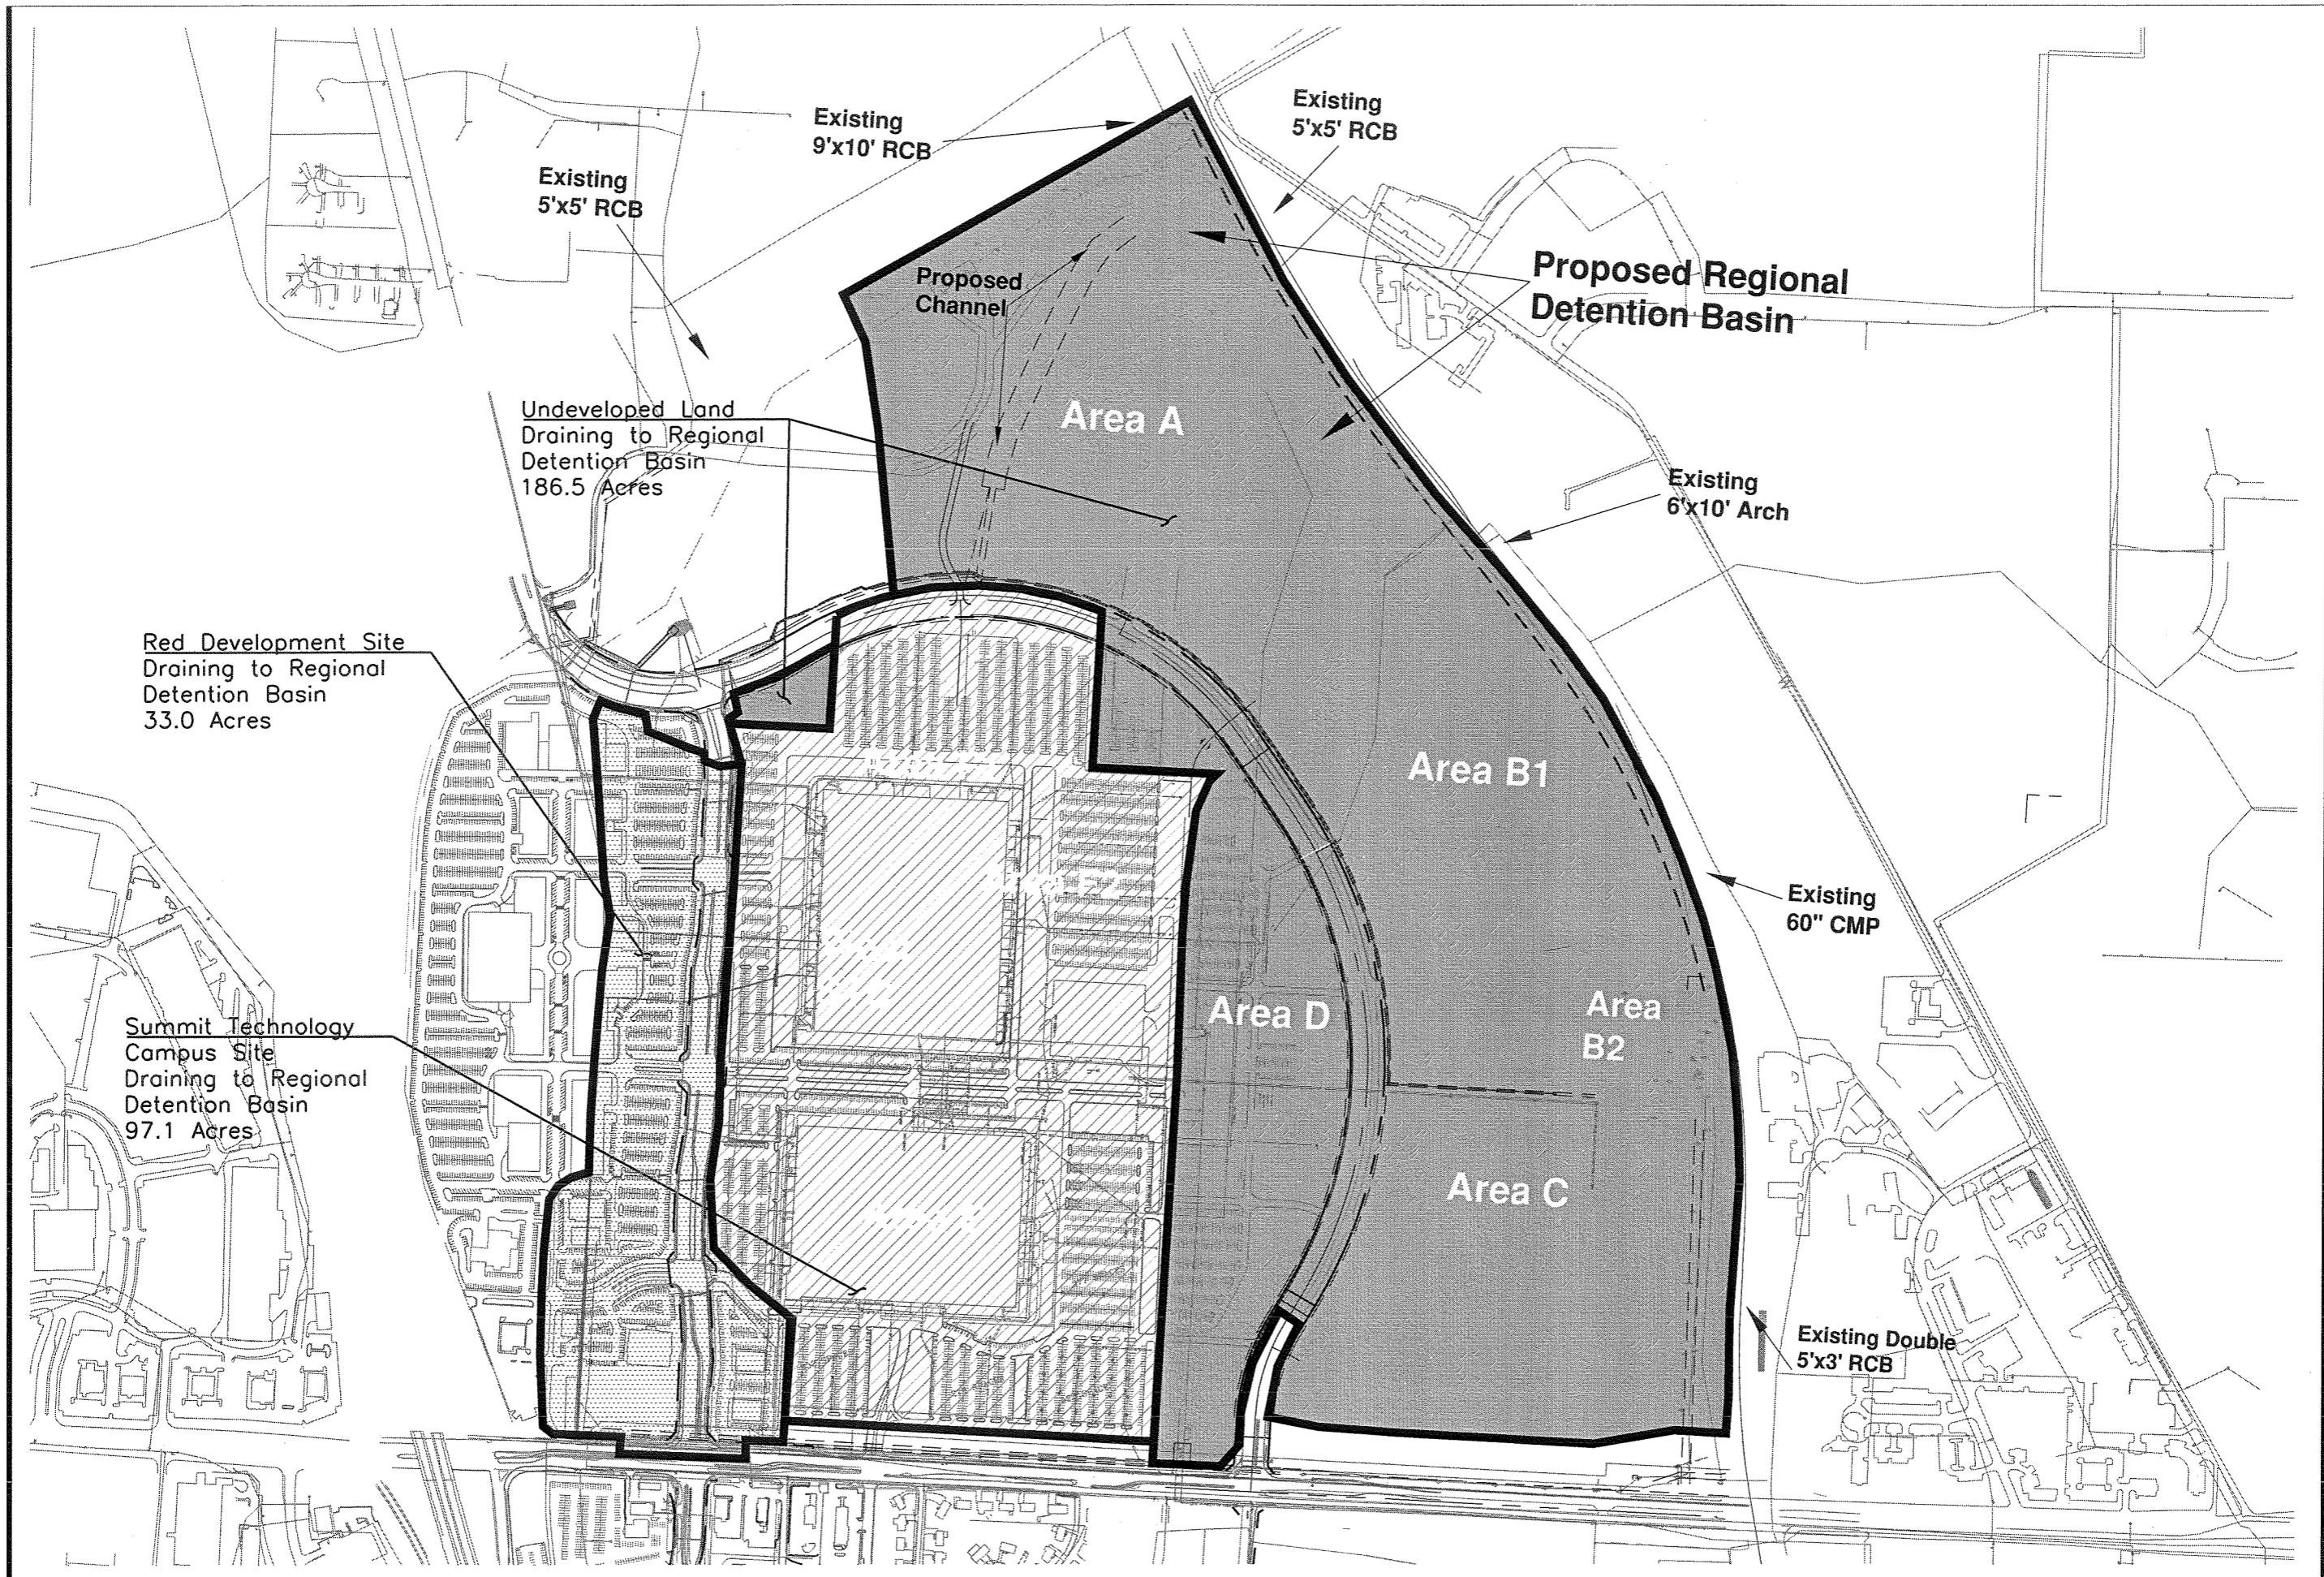 Existing
9'x10' RCB
Existing
5'x5' RCB
Existing
5'x5' RCB
Proposed
Channel
Proposed Regional
Detention Basin
Undeveloped Land
Draining to Regional
Detention Basin
186.5 Acres
Area A
Existing
6'x10' Arch
Red Development Site
Draining to Regional
Detention Basin
33.0 Acres
Area B1
Existing
60" CMP
Area D
Area
B2
Summit Technology
Campus Site
Draining to Regional
Detention Basin
97.1 Acres
Area C
Existing Double
5'x3' RCB